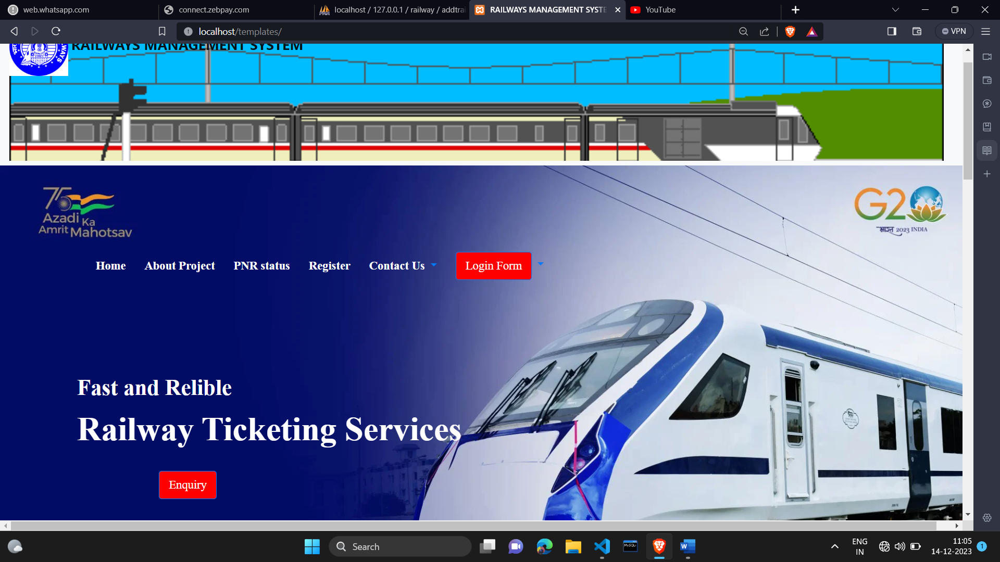 web.whatsapp.com
connect.zebpay.com
localhost / 127.0.0.1 / railway / addtrai
RAILWAYS MANAGEMENT SYSTE
YouTube
localhost/templates/
VPN
RAILWAYS MANAGEMENT SYSTEM
75
Azadi Ka
Amrit Mahotsav
G20
भारत 2023 INDIA
Home
About Project
PNR status
Register
Contact Us
Login Form
Fast and Relible
Railway Ticketing Services
Enquiry
Search
MySQL
W
ENG
IN
11:05
14-12-2023
1